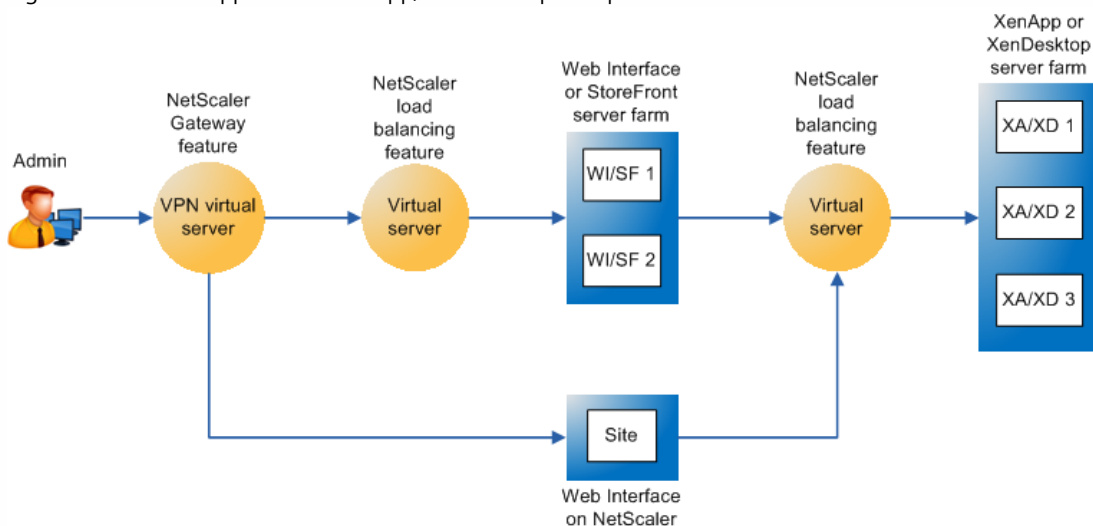 XenApp or
XenDesktop
server farm
Web Interface
or StoreFront
server farm
NetScaler
load
balancing
feature
NetScaler
load
balancing
feature
NetScaler
Gateway
feature
Admin
VPN virtual
server
Virtual
server
WI/SF 1
WI/SF 2
Virtual
server
XA/XD 1
XA/XD 2
XA/XD 3
Site
Web Interface
on NetScaler